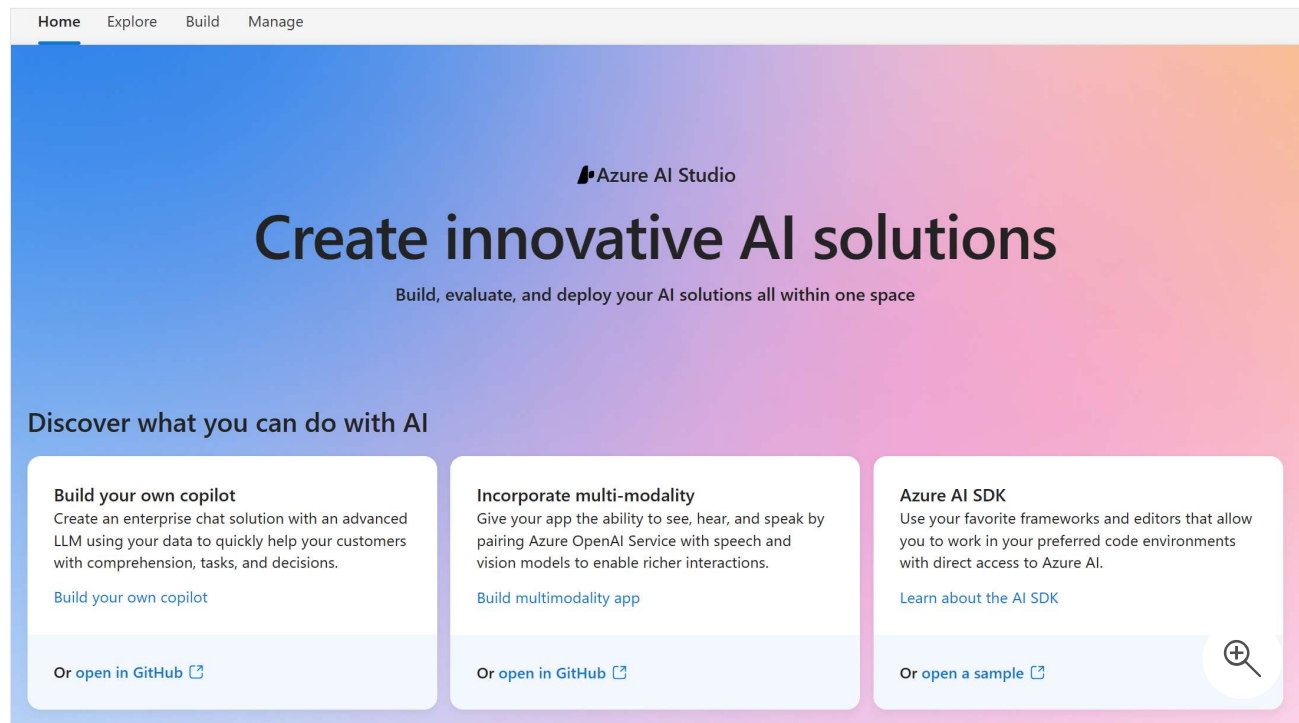 Home Explore Build Manage
Azure AI Studio
Create innovative AI solutions
Build, evaluate, and deploy your AI solutions all within one space
Discover what you can do with AI
Build your own copilot
Create an enterprise chat solution with an advanced
LLM using your data to quickly help your customers
with comprehension, tasks, and decisions.
Build your own copilot
Or open in GitHub
Incorporate multi-modality
Give your app the ability to see, hear, and speak by
pairing Azure OpenAI Service with speech and
vision models to enable richer interactions.
Build multimodality app
Or open in GitHub
Azure AI SDK
Use your favorite frameworks and editors that allow
you to work in your preferred code environments
with direct access to Azure AI.
Learn about the AI SDK
Or open a sample